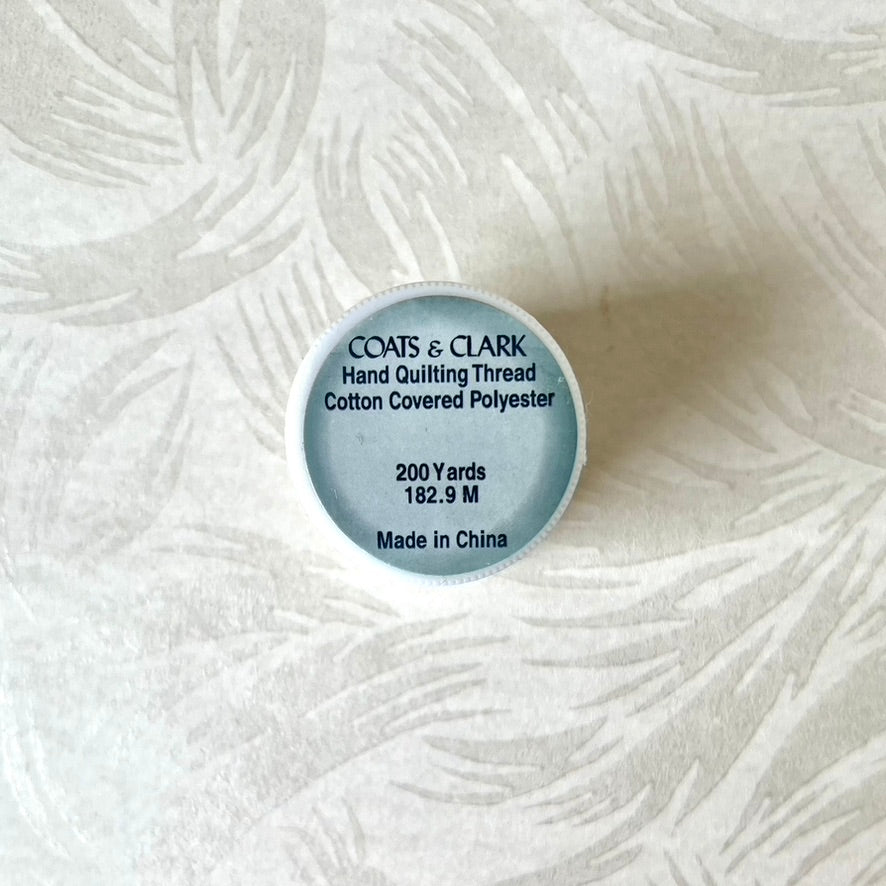 COATS & CLARK
Hand Quilting Thread
Cotton Covered Polyester
200 Yards
182.9 M
Made in China